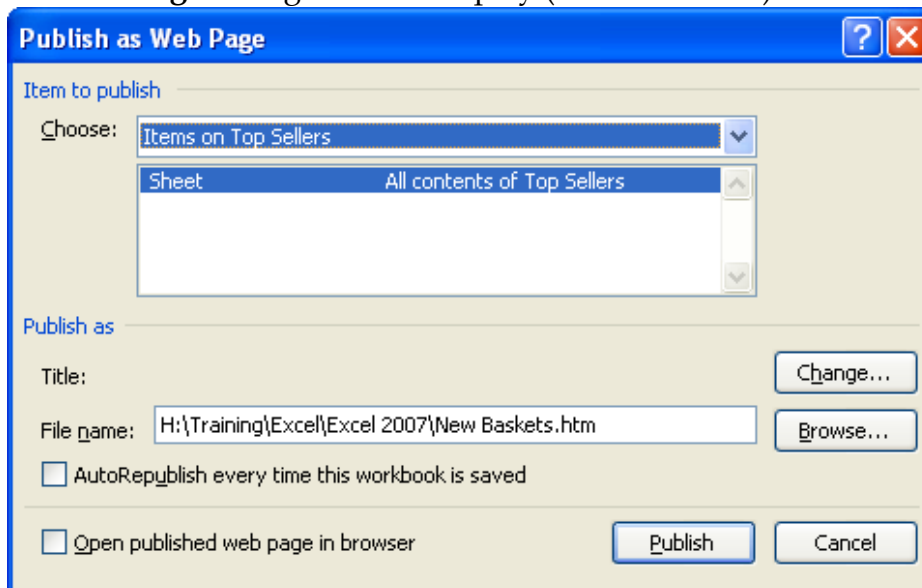 Publish as Web Page
Item to publish
Choose: Items on Top Sellers
Sheet All contents of Top Sellers
Publish as
Title: Change...
File name: H:\Training\Excel\Excel 2007\New Baskets.htm Browse...
AutoRepublish every time this workbook is saved
Open published web page in browser Publish Cancel